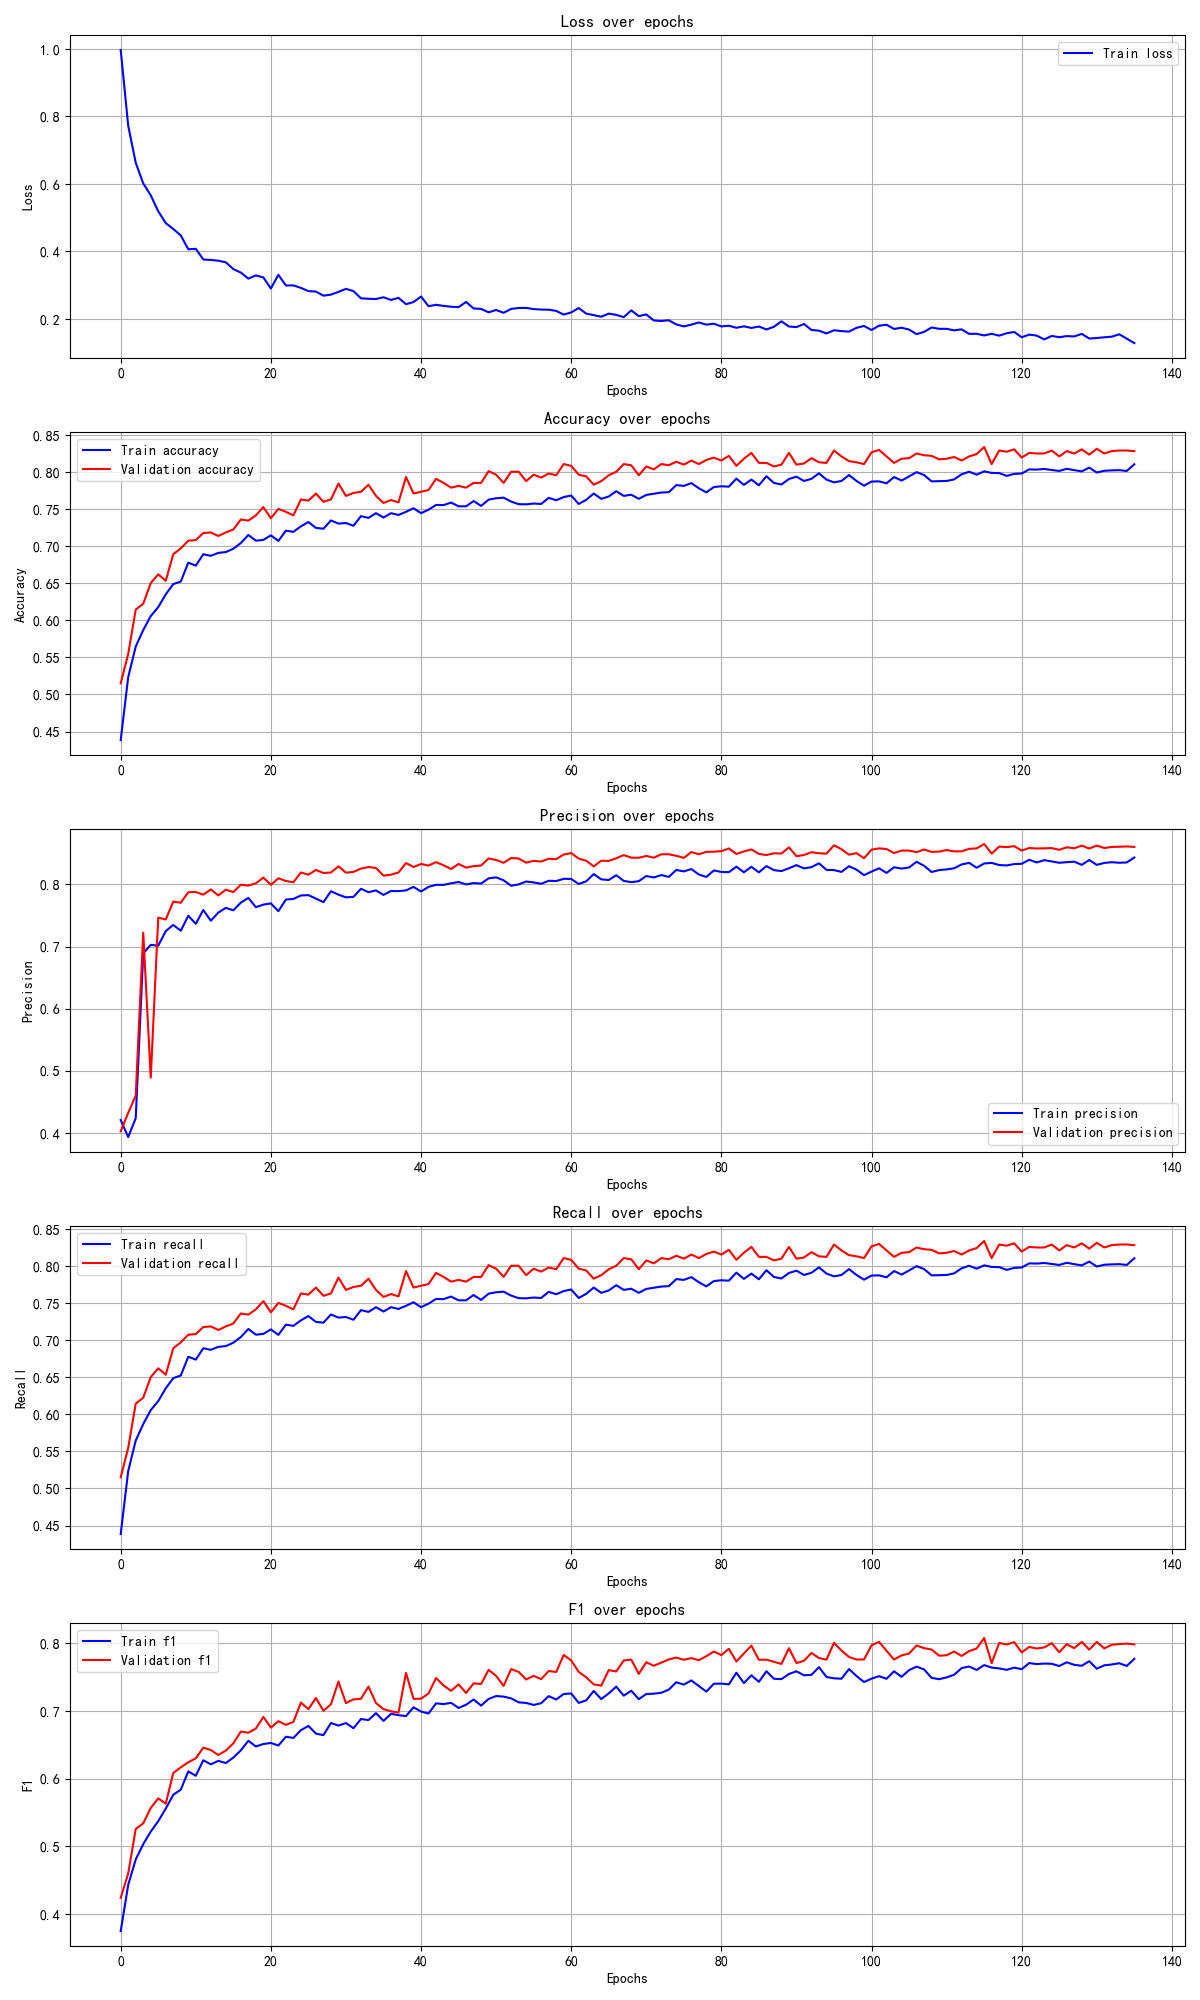 Loss over epochs
Train loss
1.0
0.8
0.6
0.4
0.2
Loss
0 20 40 60 80 100 120 140
Epochs
Accuracy over epochs
Train accuracy
Validation accuracy
0.85
0.80
0.75
0.70
0.65
0.60
0.55
0.50
0.45
Accuracy
0 20 40 60 80 100 120 140
Epochs
Precision over epochs
0.8
0.7
0.6
0.5
0.4
Precision
Train precision
Validation precision
0 20 40 60 80 100 120 140
Epochs
Recall over epochs
Train recall
Validation recall
0.85
0.80
0.75
0.70
0.65
0.60
0.55
0.50
0.45
Recall
0 20 40 60 80 100 120 140
Epochs
F1 over epochs
Train f1
Validation f1
0.8
0.7
0.6
0.5
0.4
F1
0 20 40 60 80 100 120 140
Epochs